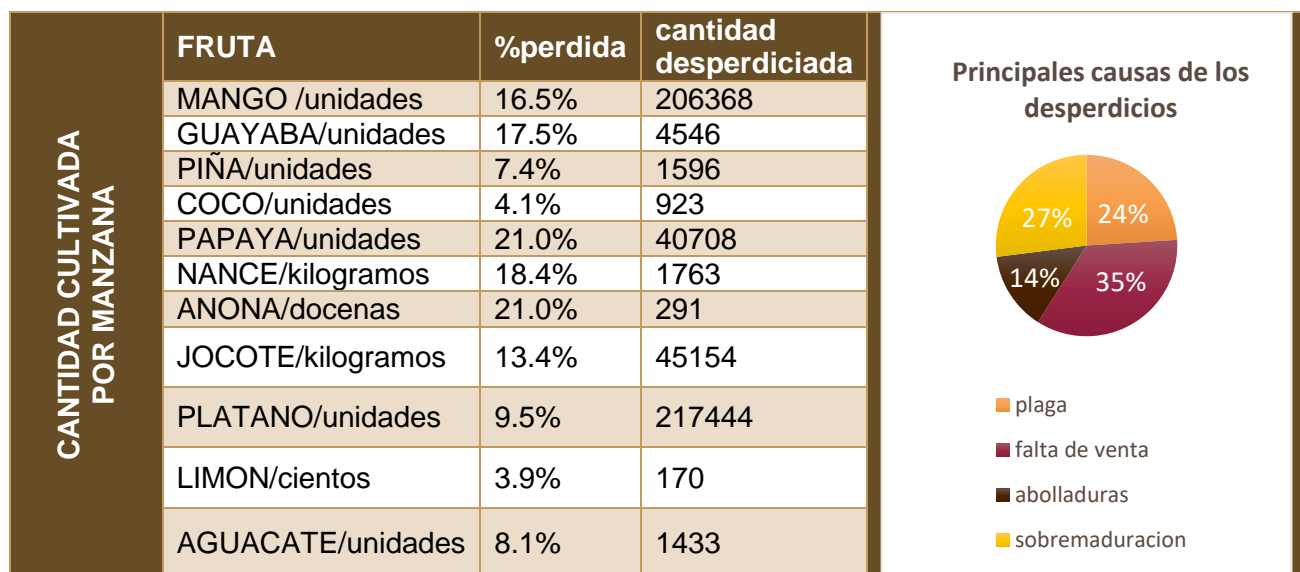 CANTIDAD CULTIVADA
POR MANZANA
FRUTA %perdida cantidad desperdiciada
MANGO /unidades 16.5% 206368
GUAYABA/unidades 17.5% 4546
PIÑA/unidades 7.4% 1596
COCO/unidades 4.1% 923
PAPAYA/unidades 21.0% 40708
NANCE/kilogramos 18.4% 1763
ANONA/docenas 21.0% 291
JOCOTE/kilogramos 13.4% 45154
PLATANO/unidades 9.5% 217444
LIMON/cientos 3.9% 170
AGUACATE/unidades 8.1% 1433
Principales causas de los
desperdicios
27% 24%
14% 35%
plaga
falta de venta
abolladuras
sobremaduracion